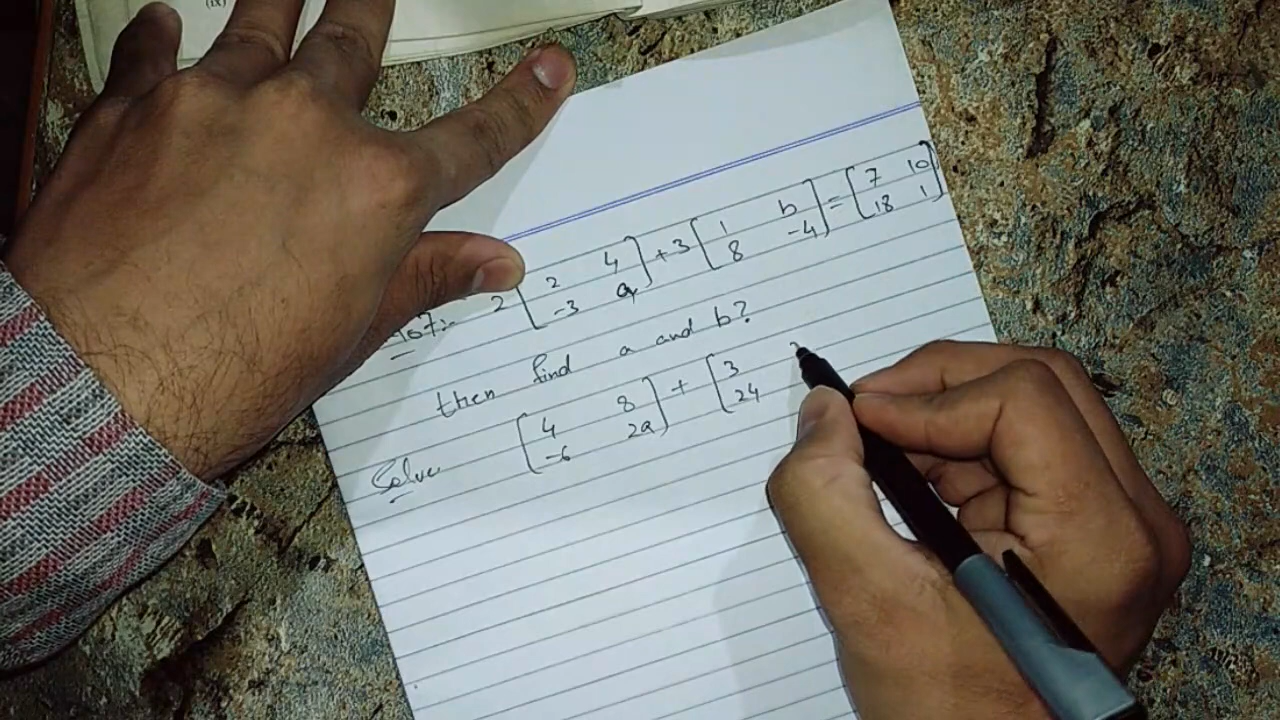 (ix)
2 [ 2 4 ] + 3 [ 1 b ] = [ 7 10 ]
[ -3 a ] [ 8 -4 ] [ 18 1 ]
then find a and b?
Solve [ 4 8 ] + [ 3
[ -6 2a ] [ 24